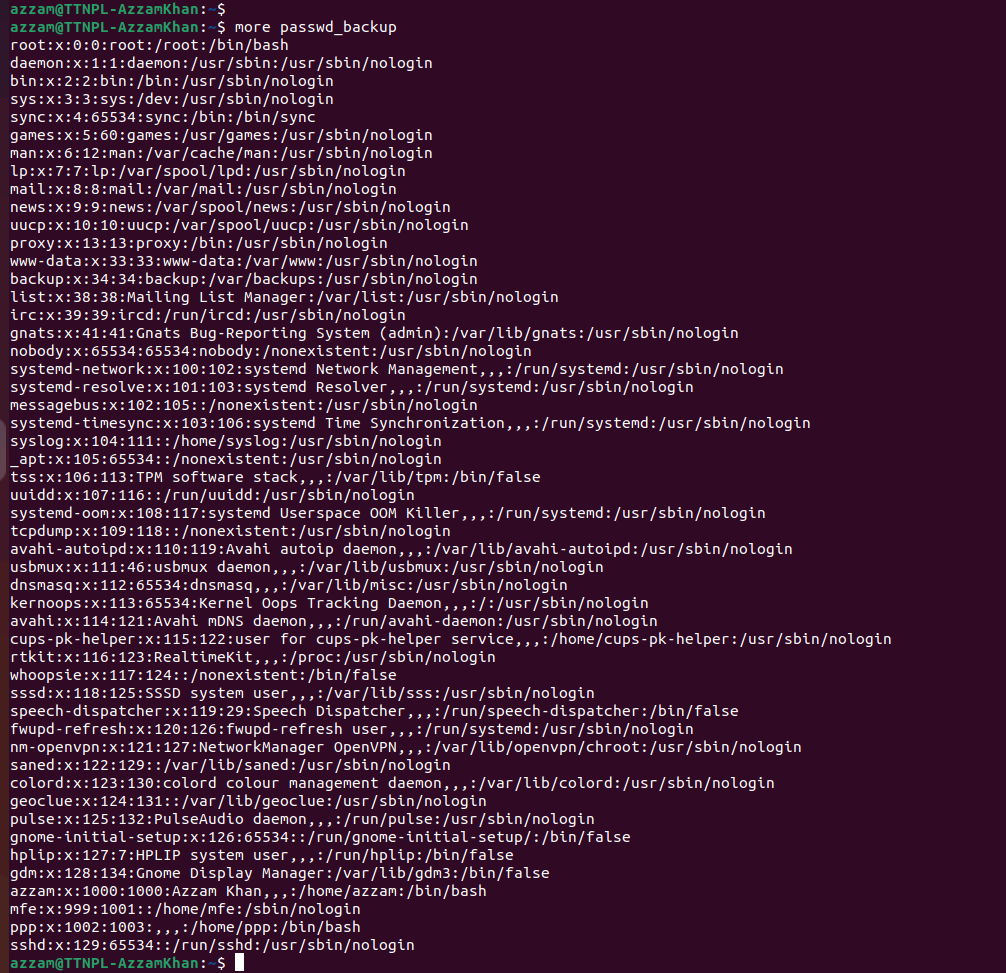 azzam@TTNPL-AzzamKhan:~$
azzam@TTNPL-AzzamKhan:~$ more passwd_backup
root:x:0:0:root:/root:/bin/bash
daemon:x:1:1:daemon:/usr/sbin:/usr/sbin/nologin
bin:x:2:2:bin:/bin:/usr/sbin/nologin
sys:x:3:3:sys:/dev:/usr/sbin/nologin
sync:x:4:65534:sync:/bin:/bin/sync
games:x:5:60:games:/usr/games:/usr/sbin/nologin
man:x:6:12:man:/var/cache/man:/usr/sbin/nologin
lp:x:7:7:lp:/var/spool/lpd:/usr/sbin/nologin
mail:x:8:8:mail:/var/mail:/usr/sbin/nologin
news:x:9:9:news:/var/spool/news:/usr/sbin/nologin
uucp:x:10:10:uucp:/var/spool/uucp:/usr/sbin/nologin
proxy:x:13:13:proxy:/bin:/usr/sbin/nologin
www-data:x:33:33:www-data:/var/www:/usr/sbin/nologin
backup:x:34:34:backup:/var/backups:/usr/sbin/nologin
list:x:38:38:Mailing List Manager:/var/list:/usr/sbin/nologin
irc:x:39:39:ircd:/run/ircd:/usr/sbin/nologin
gnats:x:41:41:Gnats Bug-Reporting System (admin):/var/lib/gnats:/usr/sbin/nologin
nobody:x:65534:65534:nobody:/nonexistent:/usr/sbin/nologin
systemd-network:x:100:102:systemd Network Management,,,:/run/systemd:/usr/sbin/nologin
systemd-resolve:x:101:103:systemd Resolver,,,:/run/systemd:/usr/sbin/nologin
messagebus:x:102:105::/nonexistent:/usr/sbin/nologin
systemd-timesync:x:103:106:systemd Time Synchronization,,,:/run/systemd:/usr/sbin/nologin
syslog:x:104:111::/home/syslog:/usr/sbin/nologin
_apt:x:105:65534::/nonexistent:/usr/sbin/nologin
tss:x:106:113:TPM software stack,,,:/var/lib/tpm:/bin/false
uuidd:x:107:116::/run/uuidd:/usr/sbin/nologin
systemd-oom:x:108:117:systemd Userspace OOM Killer,,,:/run/systemd:/usr/sbin/nologin
tcpdump:x:109:118::/nonexistent:/usr/sbin/nologin
avahi-autoipd:x:110:119:Avahi autoip daemon,,,:/var/lib/avahi-autoipd:/usr/sbin/nologin
usbmux:x:111:46:usbmux daemon,,,:/var/lib/usbmux:/usr/sbin/nologin
dnsmasq:x:112:65534:dnsmasq,,,:/var/lib/misc:/usr/sbin/nologin
kernoops:x:113:65534:Kernel Oops Tracking Daemon,,,:/:/usr/sbin/nologin
avahi:x:114:121:Avahi mDNS daemon,,,:/run/avahi-daemon:/usr/sbin/nologin
cups-pk-helper:x:115:122:user for cups-pk-helper service,,,:/home/cups-pk-helper:/usr/sbin/nologin
rtkit:x:116:123:RealtimeKit,,,:/proc:/usr/sbin/nologin
whoopsie:x:117:124::/nonexistent:/bin/false
sssd:x:118:125:SSSD system user,,,:/var/lib/sss:/usr/sbin/nologin
speech-dispatcher:x:119:29:Speech Dispatcher,,,:/run/speech-dispatcher:/bin/false
fwupd-refresh:x:120:126:fwupd-refresh user,,,:/run/systemd:/usr/sbin/nologin
nm-openvpn:x:121:127:NetworkManager OpenVPN,,,:/var/lib/openvpn/chroot:/usr/sbin/nologin
saned:x:122:129::/var/lib/saned:/usr/sbin/nologin
colord:x:123:130:colord colour management daemon,,,:/var/lib/colord:/usr/sbin/nologin
geoclue:x:124:131::/var/lib/geoclue:/usr/sbin/nologin
pulse:x:125:132:PulseAudio daemon,,,:/run/pulse:/usr/sbin/nologin
gnome-initial-setup:x:126:65534::/run/gnome-initial-setup/:/bin/false
hplip:x:127:7:HPLIP system user,,,:/run/hplip:/bin/false
gdm:x:128:134:Gnome Display Manager:/var/lib/gdm3:/bin/false
azzam:x:1000:1000:Azzam Khan,,,:/home/azzam:/bin/bash
mfe:x:999:1001::/home/mfe:/sbin/nologin
ppp:x:1002:1003:,,,:/home/ppp:/bin/bash
sshd:x:129:65534::/run/sshd:/usr/sbin/nologin
azzam@TTNPL-AzzamKhan:~$